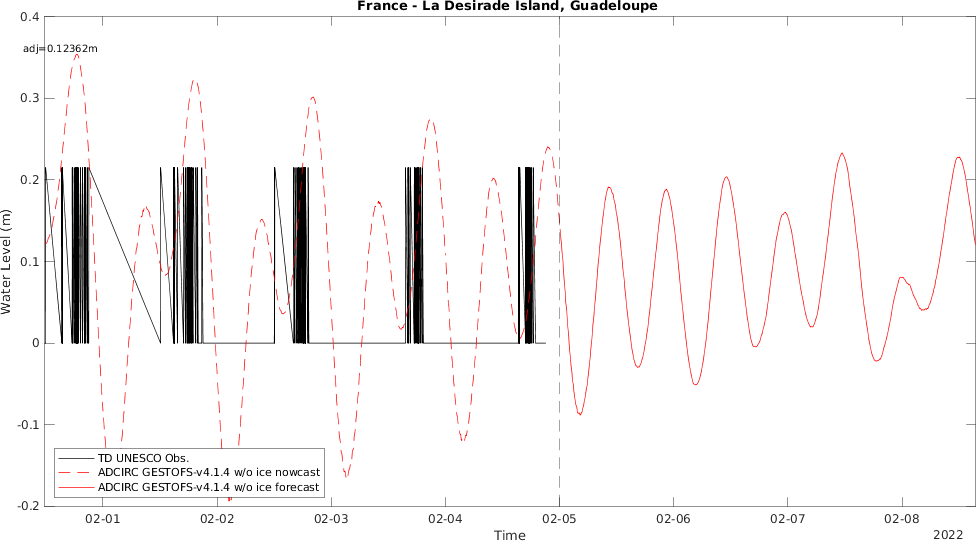 France - La Desirade Island, Guadeloupe
adj=0.12362m
0.4
0.3
0.2
0.1
0
-0.1
-0.2
Water Level (m)
TD UNESCO Obs.
ADCIRC GESTOFS-v4.1.4 w/o ice nowcast
ADCIRC GESTOFS-v4.1.4 w/o ice forecast
02-01 02-02 02-03 02-04 02-05 02-06 02-07 02-08
Time
2022